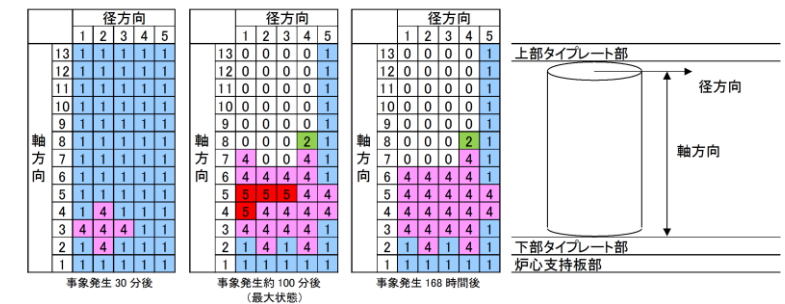 径方向
1 2 3 4 5
13 1 1 1 1 1
12 1 1 1 1 1
11 1 1 1 1 1
10 1 1 1 1 1
9 1 1 1 1 1
軸方向
8 1 1 1 1 1
7 1 1 1 1 1
6 1 1 1 1 1
5 1 1 1 1 1
4 1 4 1 1 1
3 4 4 4 1 1
2 1 4 1 1 1
1 1 1 1 1 1
事象発生 30 分後
径方向
1 2 3 4 5
13 0 0 0 0 1
12 0 0 0 0 1
11 0 0 0 0 1
10 0 0 0 0 1
9 0 0 0 0 1
軸方向
8 0 0 0 2 1
7 4 0 0 4 1
6 4 4 4 4 1
5 5 5 5 4 4
4 5 4 4 4 4
3 4 4 4 4 1
2 1 4 1 4 1
1 1 1 1 1 1
事象発生約 100 分後
（最大状態）
径方向
1 2 3 4 5
13 0 0 0 0 1
12 0 0 0 0 1
11 0 0 0 0 1
10 0 0 0 0 1
9 0 0 0 0 1
軸方向
8 0 0 0 2 1
7 0 0 0 4 1
6 4 4 4 4 1
5 4 4 4 4 4
4 4 4 4 4 4
3 4 4 4 4 1
2 1 4 1 4 1
1 1 1 1 1 1
事象発生 168 時間後
上部タイプレート部
径方向
軸方向
下部タイプレート部
炉心支持板部